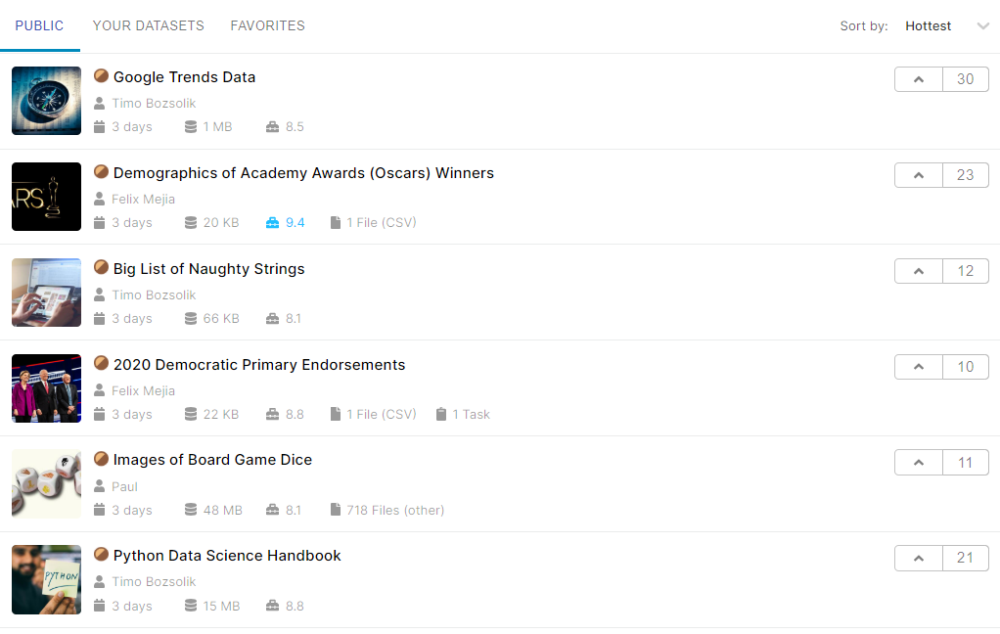 PUBLIC YOUR DATASETS FAVORITES Sort by: Hottest
Google Trends Data 30
Timo Bozsolik
3 days 1 MB 8.5
ARS
Demographics of Academy Awards (Oscars) Winners 23
Felix Mejia
3 days 20 KB 9.4 1 File (CSV)
Big List of Naughty Strings 12
Timo Bozsolik
3 days 66 KB 8.1
2020 Democratic Primary Endorsements 10
Felix Mejia
3 days 22 KB 8.8 1 File (CSV) 1 Task
Images of Board Game Dice 11
Paul
3 days 48 MB 8.1 718 Files (other)
Python Data Science Handbook 21
PYTHON
Timo Bozsolik
3 days 15 MB 8.8